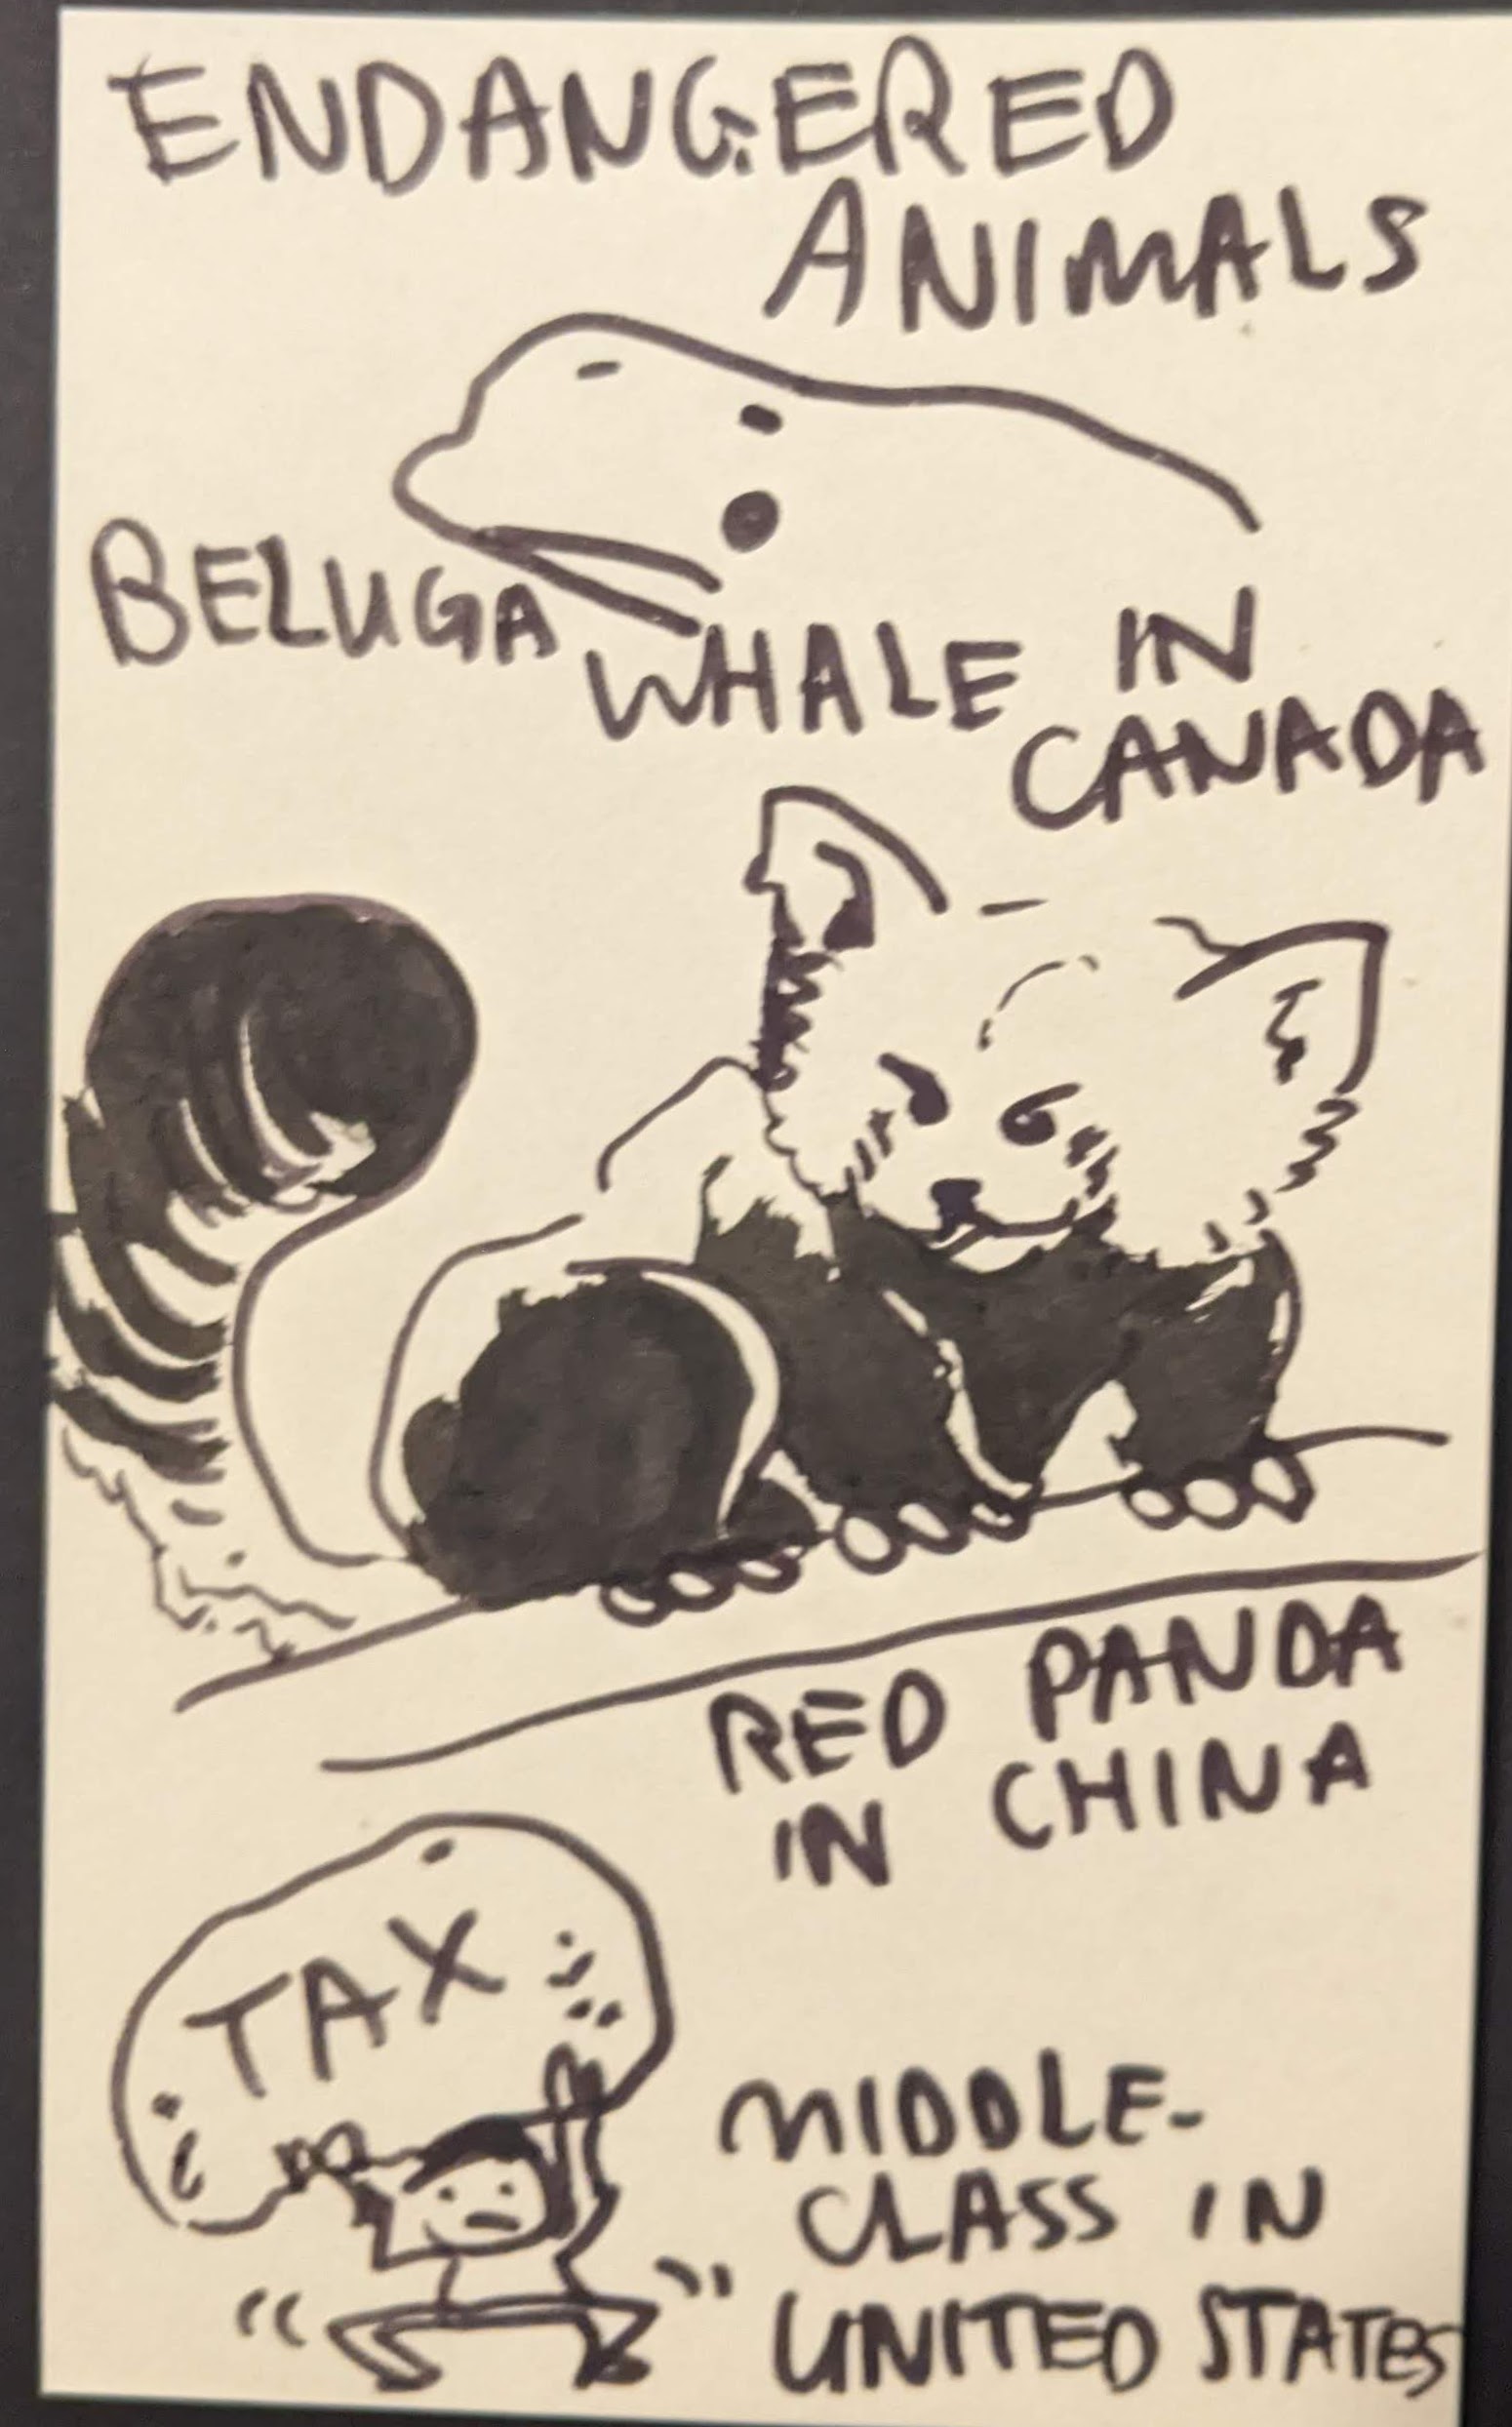 ENDANGERED
ANIMALS
BELUGA WHALE IN
CANADA
RED PANDA
IN CHINA
TAX
MIDDLE-
CLASS IN
UNITED STATES